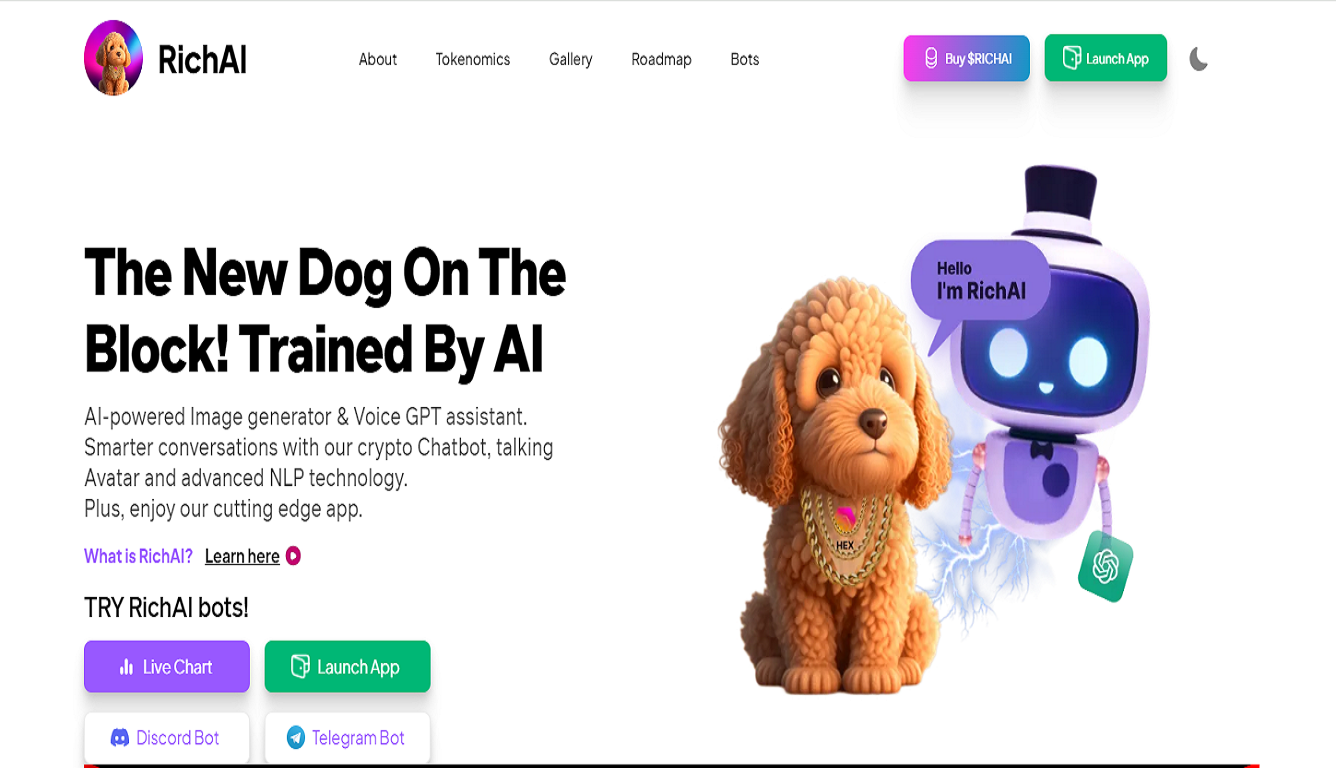 RichAI
About
Tokenomics
Gallery
Roadmap
Bots
Buy $RICHAI
Launch App
The New Dog On The
Block! Trained By AI
AI-powered Image generator & Voice GPT assistant.
Smarter conversations with our crypto Chatbot, talking
Avatar and advanced NLP technology.
Plus, enjoy our cutting edge app.
What is RichAI? Learn here
TRY RichAI bots!
Live Chart
Launch App
Discord Bot
Telegram Bot
Hello
I'm RichAI
HEX